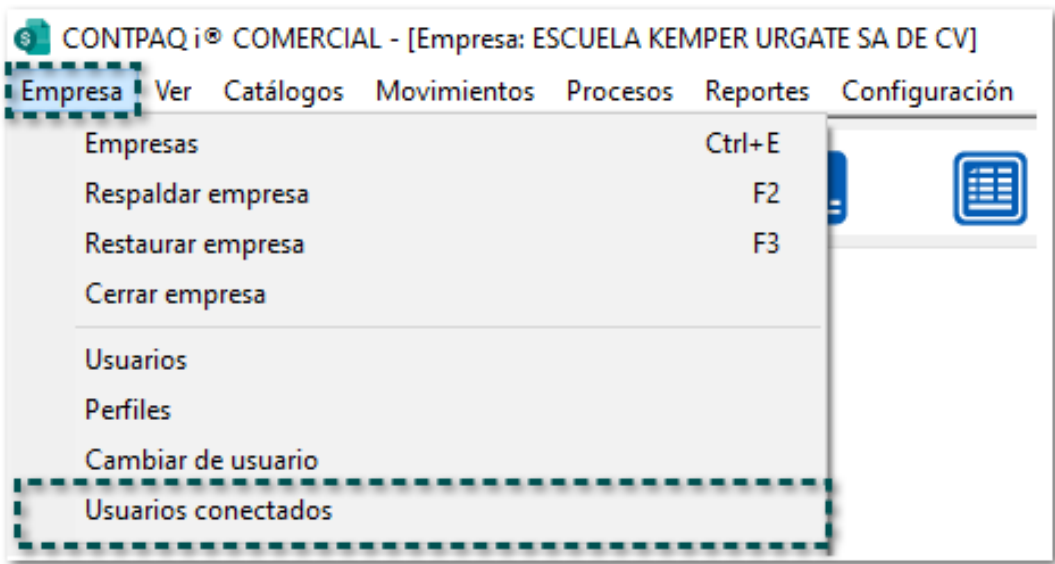 CONTPAQ i® COMERCIAL - [Empresa: ESCUELA KEMPER URGATE SA DE CV]
Empresa Ver Catálogos Movimientos Procesos Reportes Configuración
Empresas Ctrl+E
Respaldar empresa F2
Restaurar empresa F3
Cerrar empresa
Usuarios
Perfiles
Cambiar de usuario
Usuarios conectados